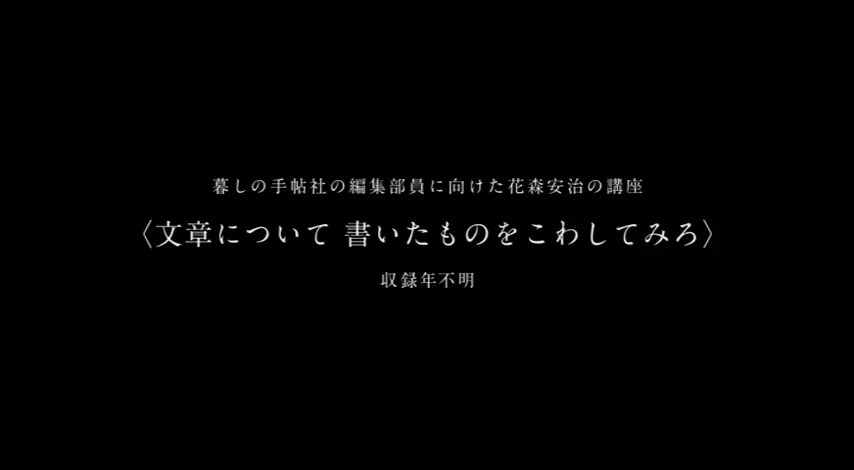 暮しの手帖社の編集部員に向けた花森安治の講座
〈文章について 書いたものをこわしてみろ〉
収録年不明